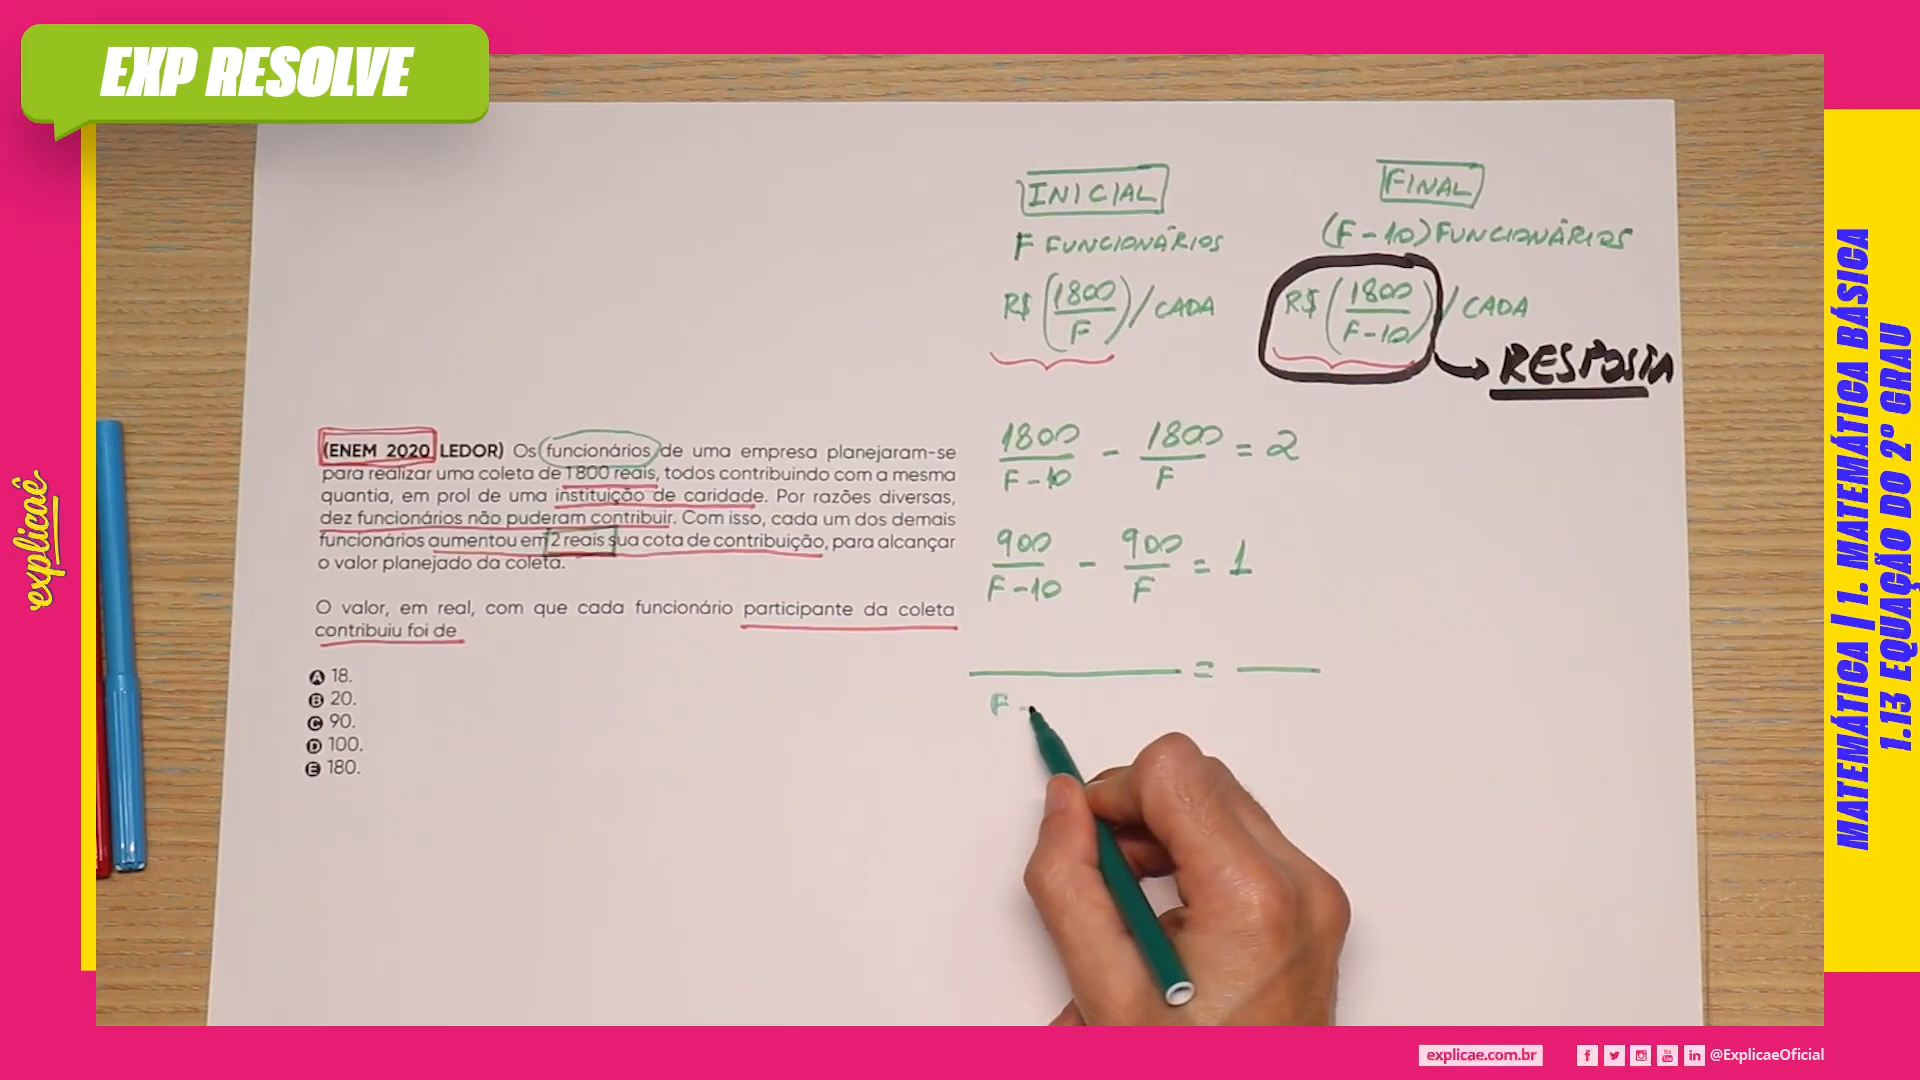 EXP RESOLVE
INICIAL
F FUNCIONÁRIOS
R$ (1800/F) / CADA
FINAL
(F-10) FUNCIONÁRIOS
R$ (1800/F-10) / CADA
RESPOSTA
1800/F-10 - 1800/F = 2
900/F-10 - 900/F = 1
=
F -
(ENEM 2020 LEDOR) Os funcionários de uma empresa planejaram-se
para realizar uma coleta de 1 800 reais, todos contribuindo com a mesma
quantia, em prol de uma instituição de caridade. Por razões diversas,
dez funcionários não puderam contribuir. Com isso, cada um dos demais
funcionários aumentou em 2 reais sua cota de contribuição, para alcançar
o valor planejado da coleta.
O valor, em real, com que cada funcionário participante da coleta
contribuiu foi de
A 18.
B 20.
C 90.
D 100.
E 180.
explicaê
MATEMÁTICA | 1. MATEMÁTICA BÁSICA
1.13 EQUAÇÃO DO 2º GRAU
explicae.com.br
@ExplicaeOficial